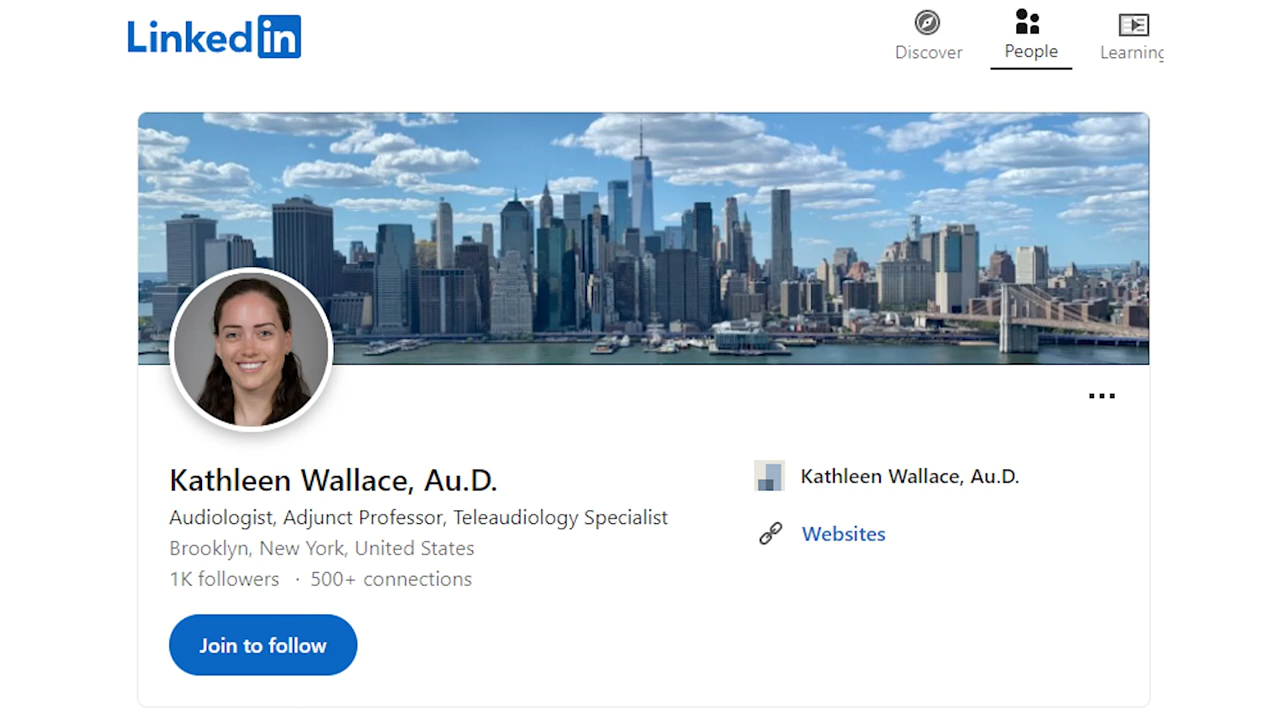 LinkedIn
Discover
People
Learning
Kathleen Wallace, Au.D.
Audiologist, Adjunct Professor, Teleaudiology Specialist
Brooklyn, New York, United States
1K followers · 500+ connections
Join to follow
Kathleen Wallace, Au.D.
Websites